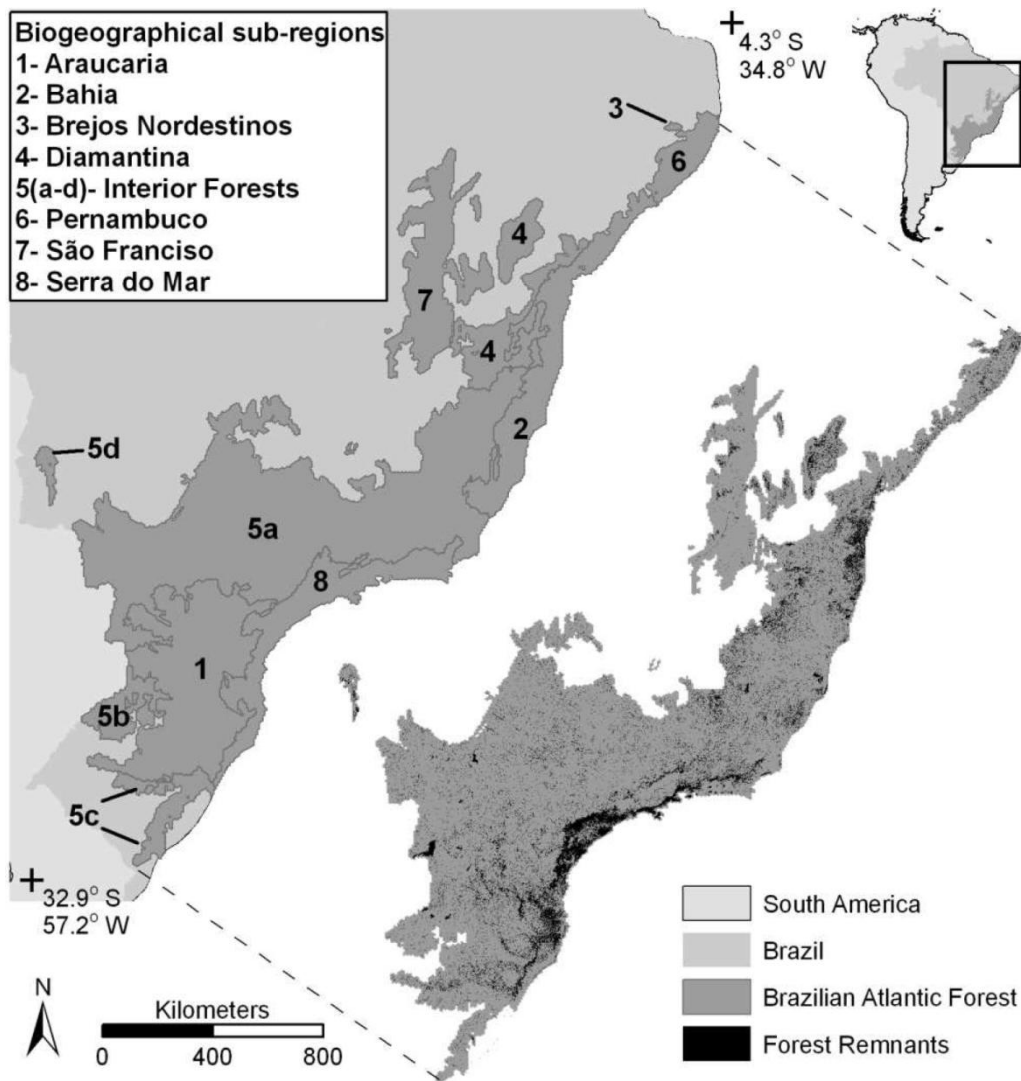 Biogeographical sub-regions
1- Araucaria
2- Bahia
3- Brejos Nordestinos
4- Diamantina
5(a-d)- Interior Forests
6- Pernambuco
7- São Franciso
8- Serra do Mar
4.3° S
34.8° W
3
6
4
7
4
2
5d
5a
8
1
5b
5c
32.9° S
57.2° W
N
Kilometers
0 400 800
South America
Brazil
Brazilian Atlantic Forest
Forest Remnants